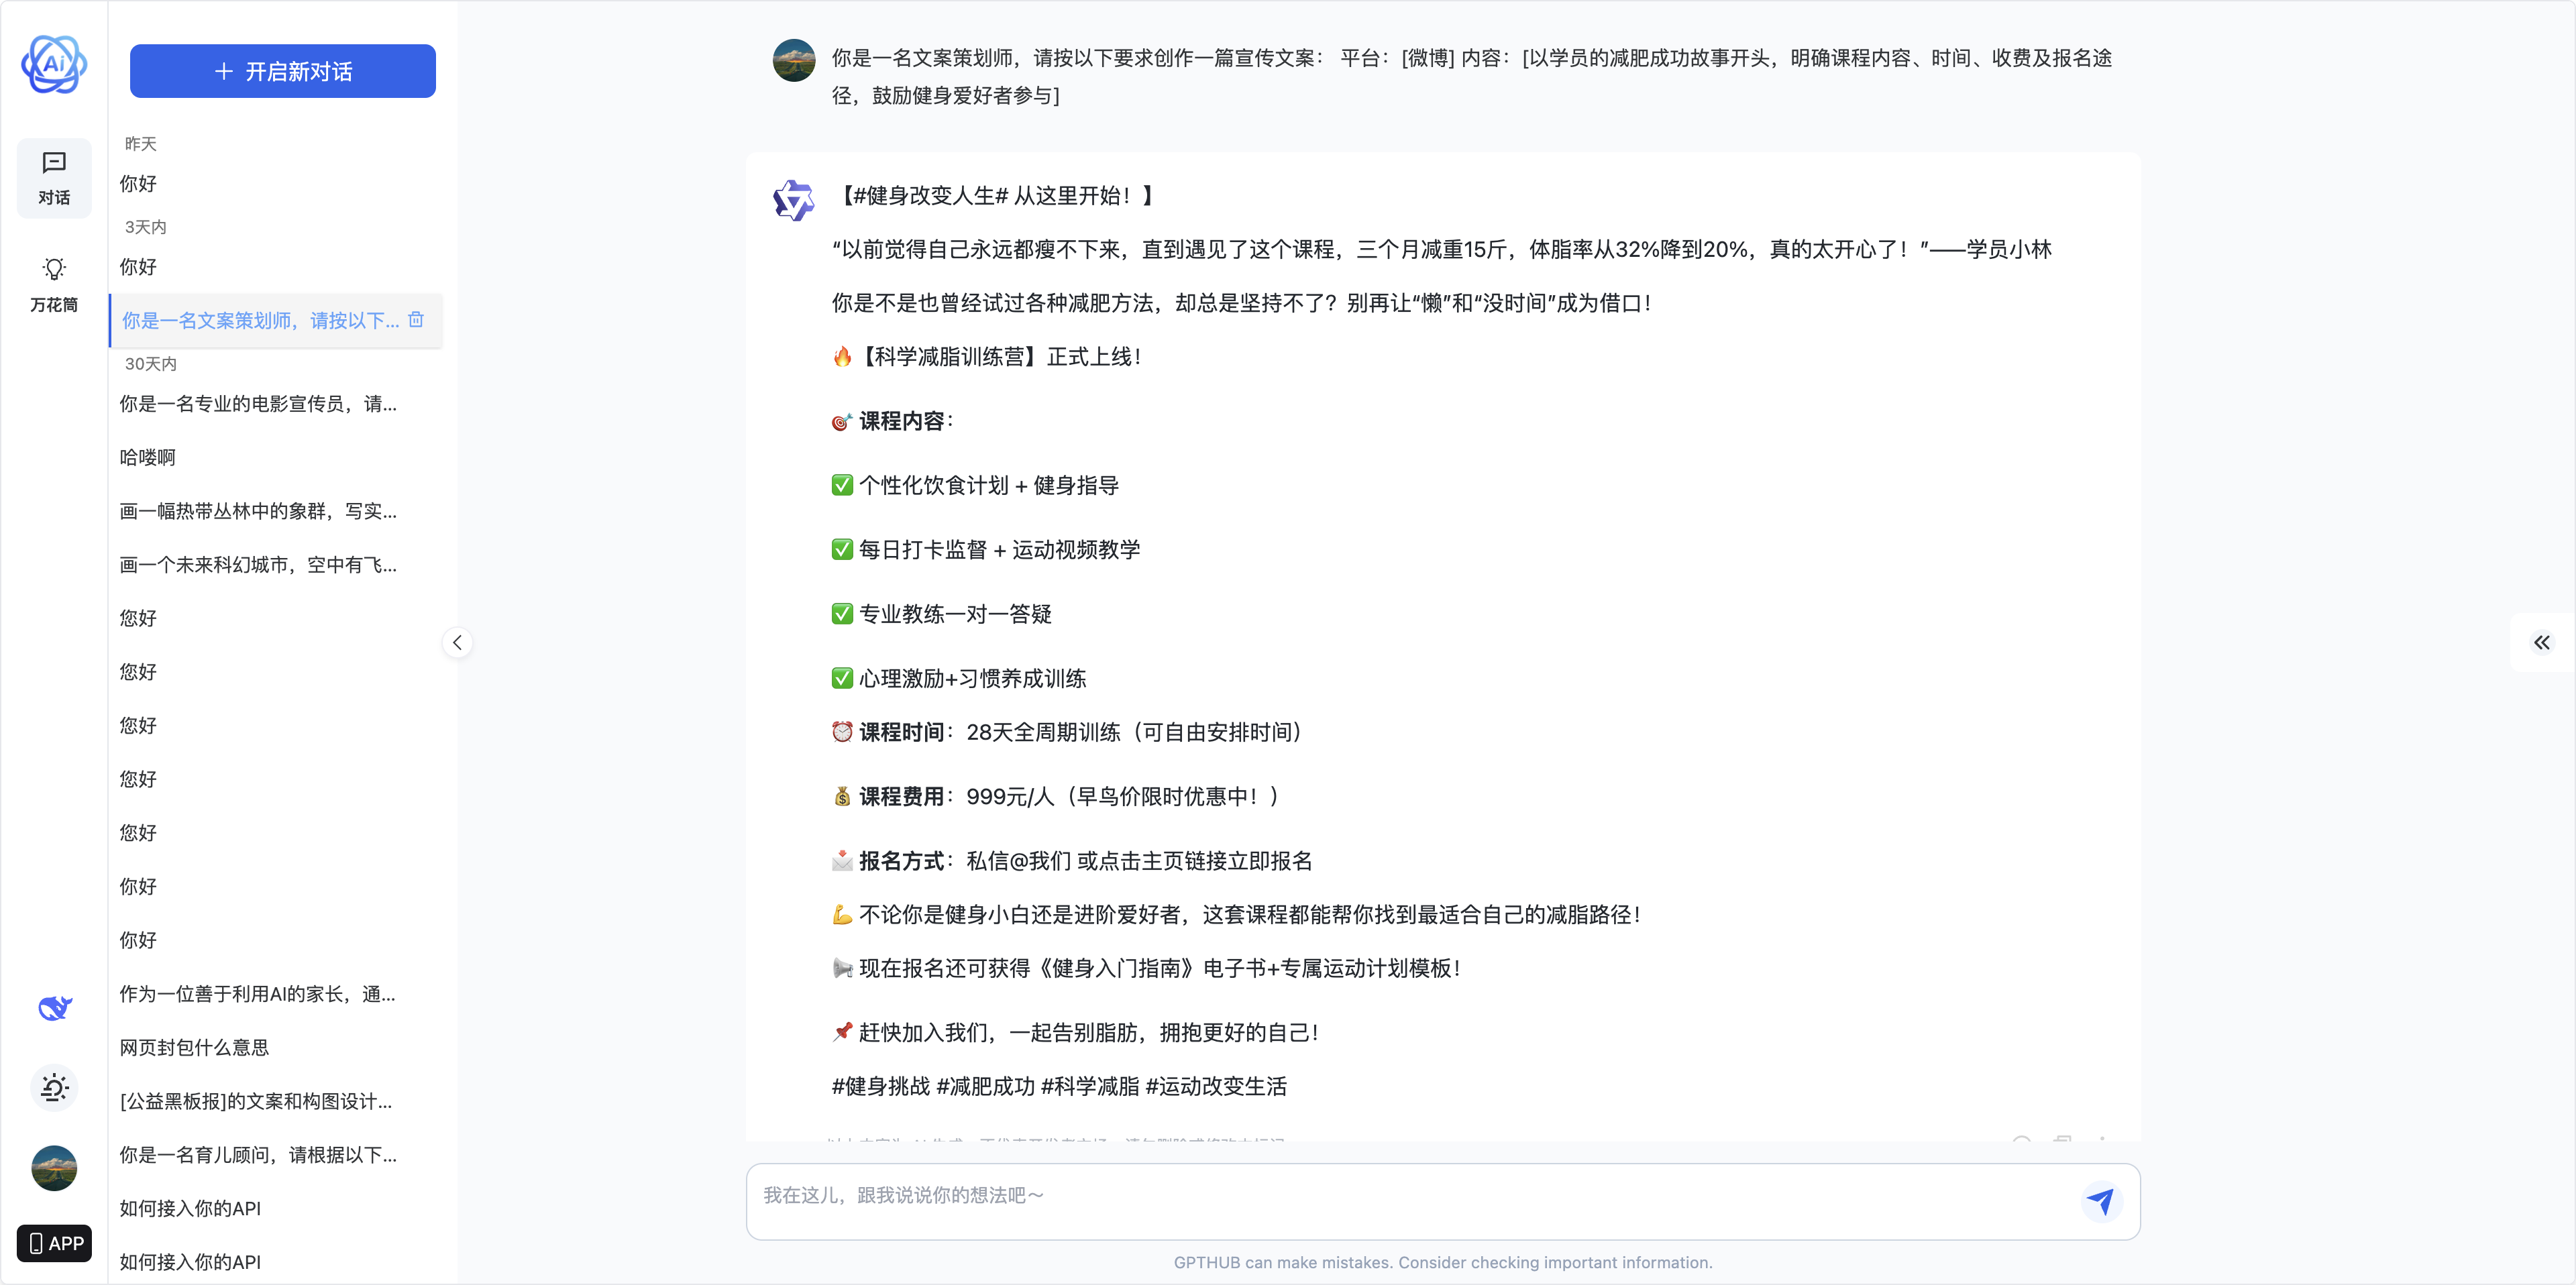 Ai
对话
万花筒
APP
开启新对话
昨天
你好
3天内
你好
你是一名文案策划师，请按以下...
30天内
你是一名专业的电影宣传员，请...
哈喽啊
画一幅热带丛林中的象群，写实...
画一个未来科幻城市，空中有飞...
您好
您好
您好
您好
您好
你好
你好
作为一位善于利用AI的家长，通...
网页封包什么意思
[公益黑板报]的文案和构图设计...
你是一名育儿顾问，请根据以下...
如何接入你的API
如何接入你的API
你是一名文案策划师，请按以下要求创作一篇宣传文案： 平台：[微博] 内容：[以学员的减肥成功故事开头，明确课程内容、时间、收费及报名途
径，鼓励健身爱好者参与]
【#健身改变人生# 从这里开始！】
“以前觉得自己永远都瘦不下来，直到遇见了这个课程，三个月减重15斤，体脂率从32%降到20%，真的太开心了！”——学员小林
你是不是也曾经试过各种减肥方法，却总是坚持不了？别再让“懒”和“没时间”成为借口！
🔥【科学减脂训练营】正式上线！
🎯 课程内容：
✅ 个性化饮食计划 + 健身指导
✅ 每日打卡监督 + 运动视频教学
✅ 专业教练一对一答疑
✅ 心理激励+习惯养成训练
⏰ 课程时间：28天全周期训练（可自由安排时间）
💰 课程费用：999元/人（早鸟价限时优惠中！）
📩 报名方式：私信@我们 或点击主页链接立即报名
💪 不论你是健身小白还是进阶爱好者，这套课程都能帮你找到最适合自己的减脂路径！
📢 现在报名还可获得《健身入门指南》电子书+专属运动计划模板！
📌 赶快加入我们，一起告别脂肪，拥抱更好的自己！
#健身挑战 #减肥成功 #科学减脂 #运动改变生活
我在这儿，跟我说说你的想法吧～
GPTHUB can make mistakes. Consider checking important information.